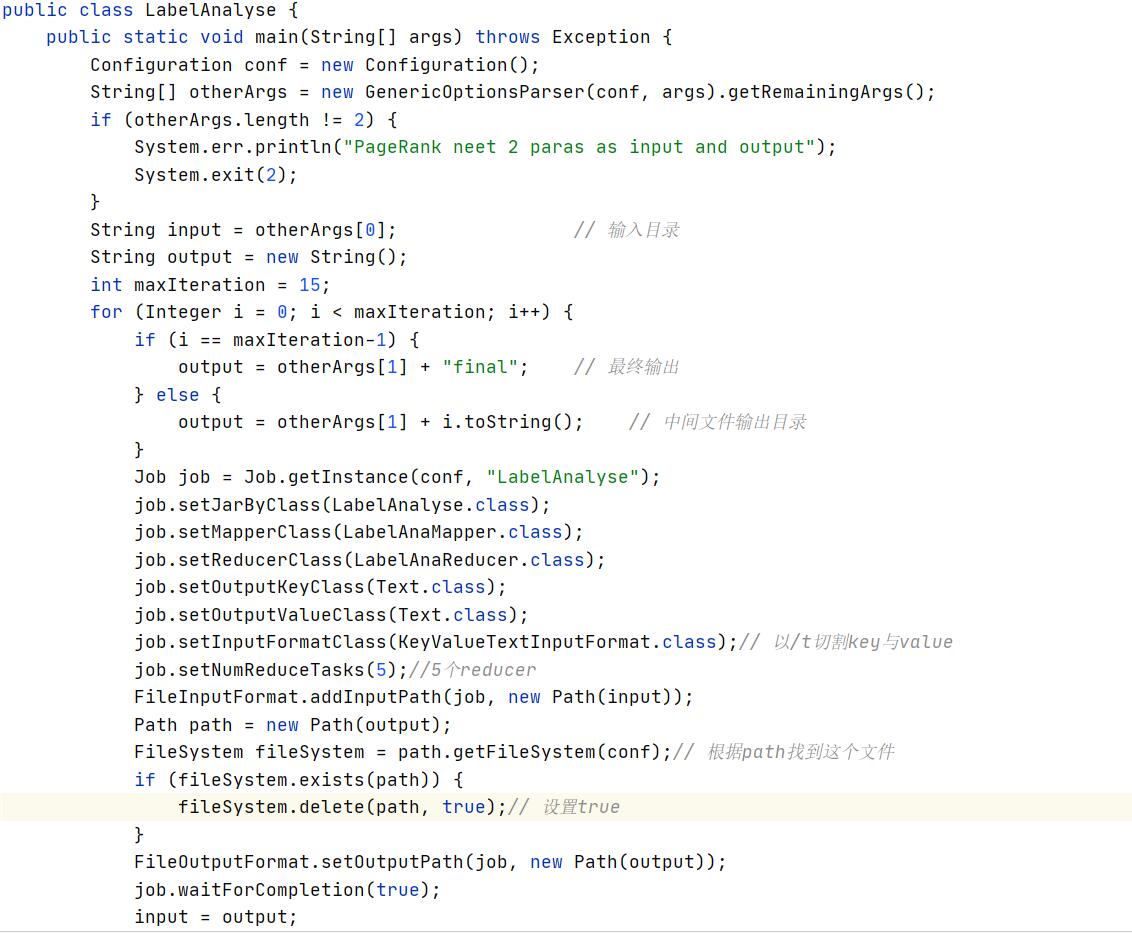 public class LabelAnalyse {
    public static void main(String[] args) throws Exception {
        Configuration conf = new Configuration();
        String[] otherArgs = new GenericOptionsParser(conf, args).getRemainingArgs();
        if (otherArgs.length != 2) {
            System.err.println("PageRank neet 2 paras as input and output");
            System.exit(2);
        }
        String input = otherArgs[0];                // 输入目录
        String output = new String();
        int maxIteration = 15;
        for (Integer i = 0; i < maxIteration; i++) {
            if (i == maxIteration-1) {
                output = otherArgs[1] + "final";    // 最终输出
            } else {
                output = otherArgs[1] + i.toString();    // 中间文件输出目录
            }
            Job job = Job.getInstance(conf, "LabelAnalyse");
            job.setJarByClass(LabelAnalyse.class);
            job.setMapperClass(LabelAnaMapper.class);
            job.setReducerClass(LabelAnaReducer.class);
            job.setOutputKeyClass(Text.class);
            job.setOutputValueClass(Text.class);
            job.setInputFormatClass(KeyValueTextInputFormat.class);// 以/t切割key与value
            job.setNumReduceTasks(5);//5个reducer
            FileInputFormat.addInputPath(job, new Path(input));
            Path path = new Path(output);
            FileSystem fileSystem = path.getFileSystem(conf);// 根据path找到这个文件
            if (fileSystem.exists(path)) {
                fileSystem.delete(path, true);// 设置true
            }
            FileOutputFormat.setOutputPath(job, new Path(output));
            job.waitForCompletion(true);
            input = output;